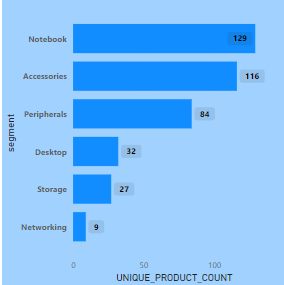 segment
Notebook 129
Accessories 116
Peripherals 84
Desktop 32
Storage 27
Networking 9
0 50 100
UNIQUE_PRODUCT_COUNT